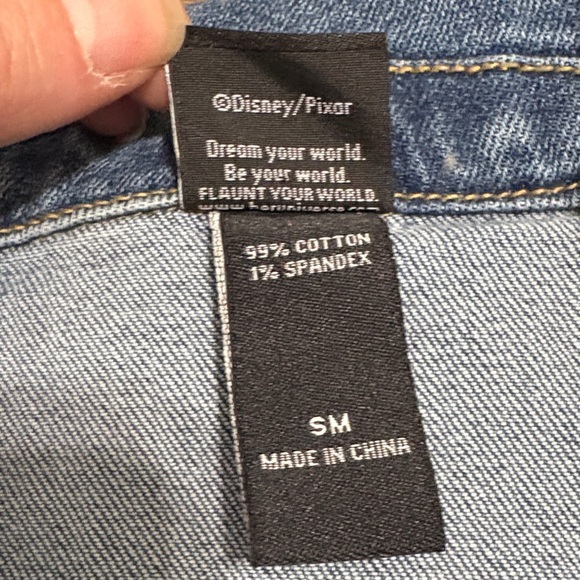 ©Disney/Pixar
Dream your world.
Be your world.
FLAUNT YOUR WORLD.
99% COTTON
1% SPANDEX
SM
MADE IN CHINA